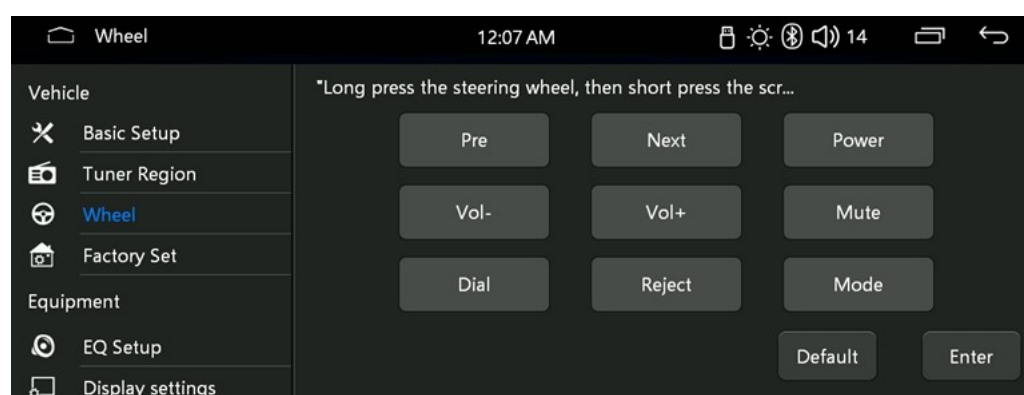 Wheel 12:07 AM 14
Vehicle
Basic Setup
Tuner Region
Wheel
Factory Set
Equipment
EQ Setup
Display settings
"Long press the steering wheel, then short press the scr...
Pre Next Power
Vol- Vol+ Mute
Dial Reject Mode
Default Enter